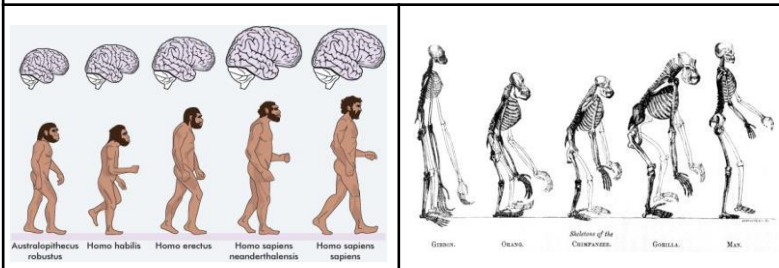 Australopithecus robustus
Homo habilis
Homo erectus
Homo sapiens neanderthalensis
Homo sapiens sapiens
Skeletons of the
GIBBON. ORANG. CHIMPANZEE. GORILLA. MAN.